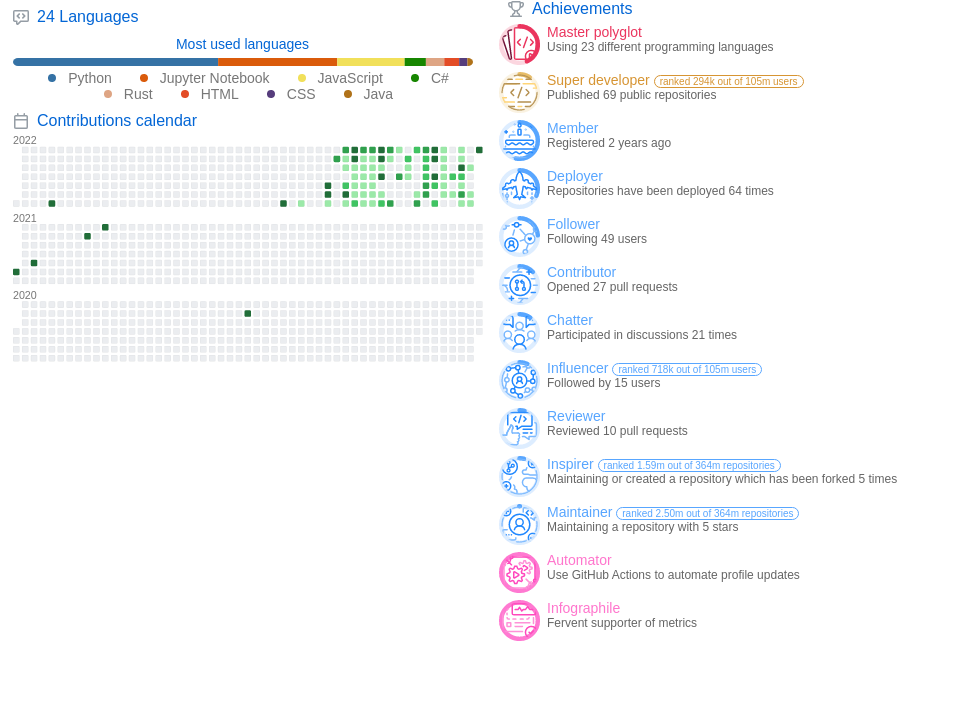 24 Languages
Most used languages
Python Jupyter Notebook JavaScript C#
Rust HTML CSS Java
Contributions calendar
2022
2021
2020
Achievements
Master polyglot
Using 23 different programming languages
Super developer ranked 294k out of 105m users
Published 69 public repositories
Member
Registered 2 years ago
Deployer
Repositories have been deployed 64 times
Follower
Following 49 users
Contributor
Opened 27 pull requests
Chatter
Participated in discussions 21 times
Influencer ranked 718k out of 105m users
Followed by 15 users
Reviewer
Reviewed 10 pull requests
Inspirer ranked 1.59m out of 364m repositories
Maintaining or created a repository which has been forked 5 times
Maintainer ranked 2.50m out of 364m repositories
Maintaining a repository with 5 stars
Automator
Use GitHub Actions to automate profile updates
Infographile
Fervent supporter of metrics